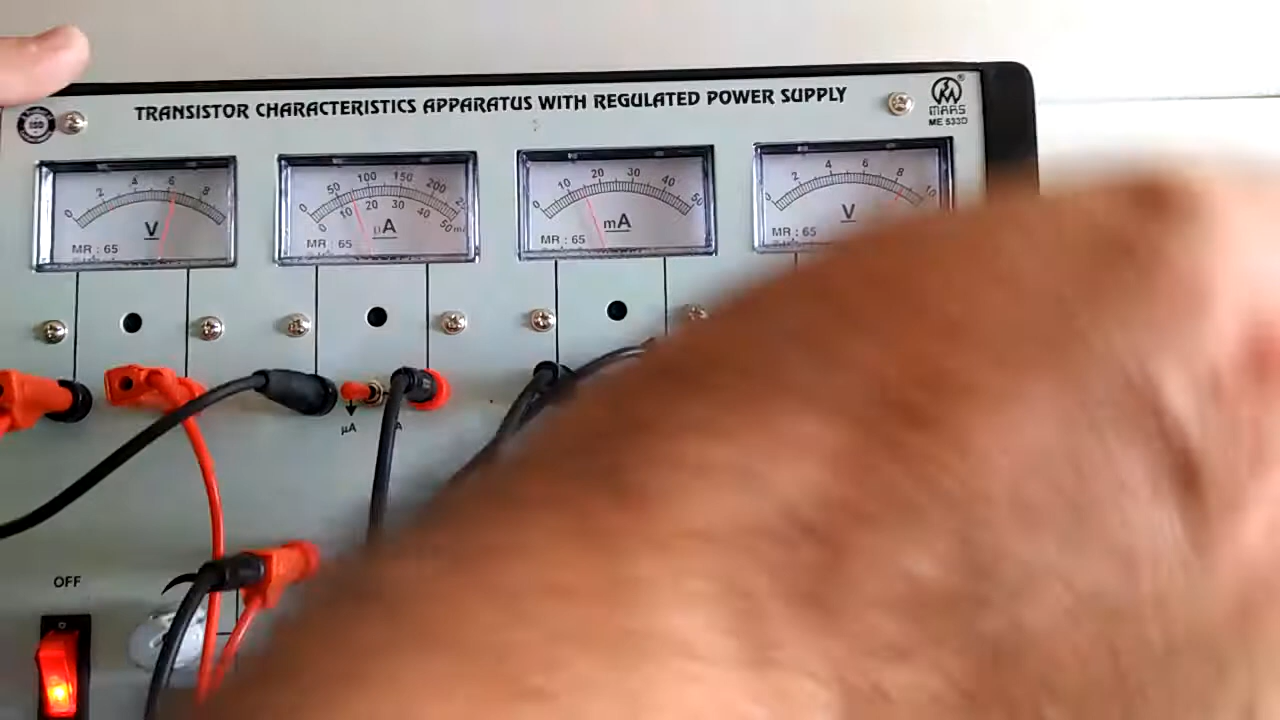 TRANSISTOR CHARACTERISTICS APPARATUS WITH REGULATED POWER SUPPLY
MARS
ME 533D
ISO
0 2 4 6 8
V
MR : 65
0 50 100 150 200
0 10 20 30 40 50 mA
µA
MR : 65
0 10 20 30 40 50
mA
MR : 65
0 2 4 6 8 10
V
MR : 65
µA
OFF